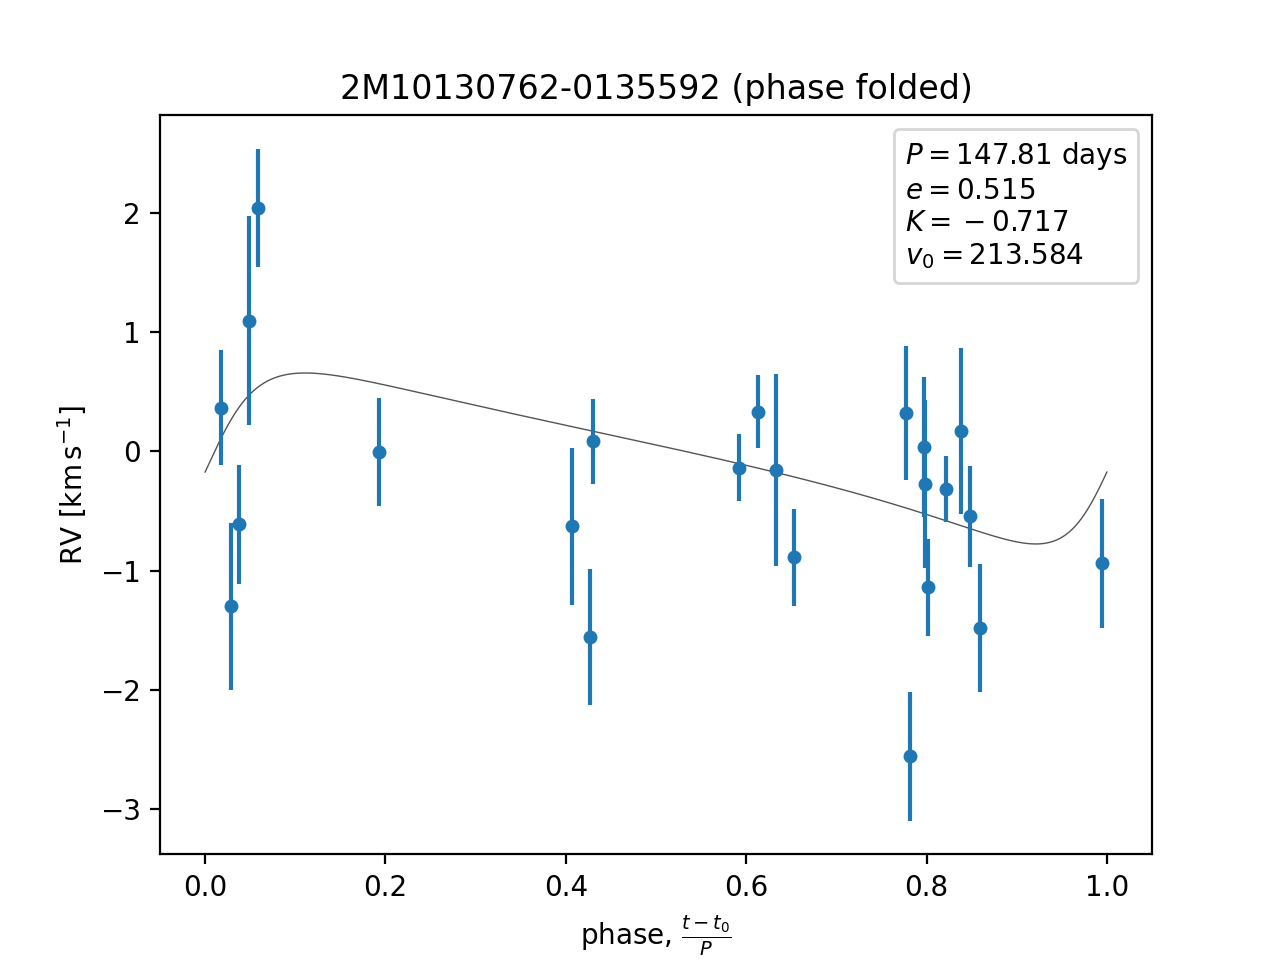 2M10130762-0135592 (phase folded)
P = 147.81 days
e = 0.515
K = −0.717
v₀ = 213.584
RV [km s⁻¹]
2
1
0
−1
−2
−3
0.0 0.2 0.4 0.6 0.8 1.0
phase, (t − t₀)/P